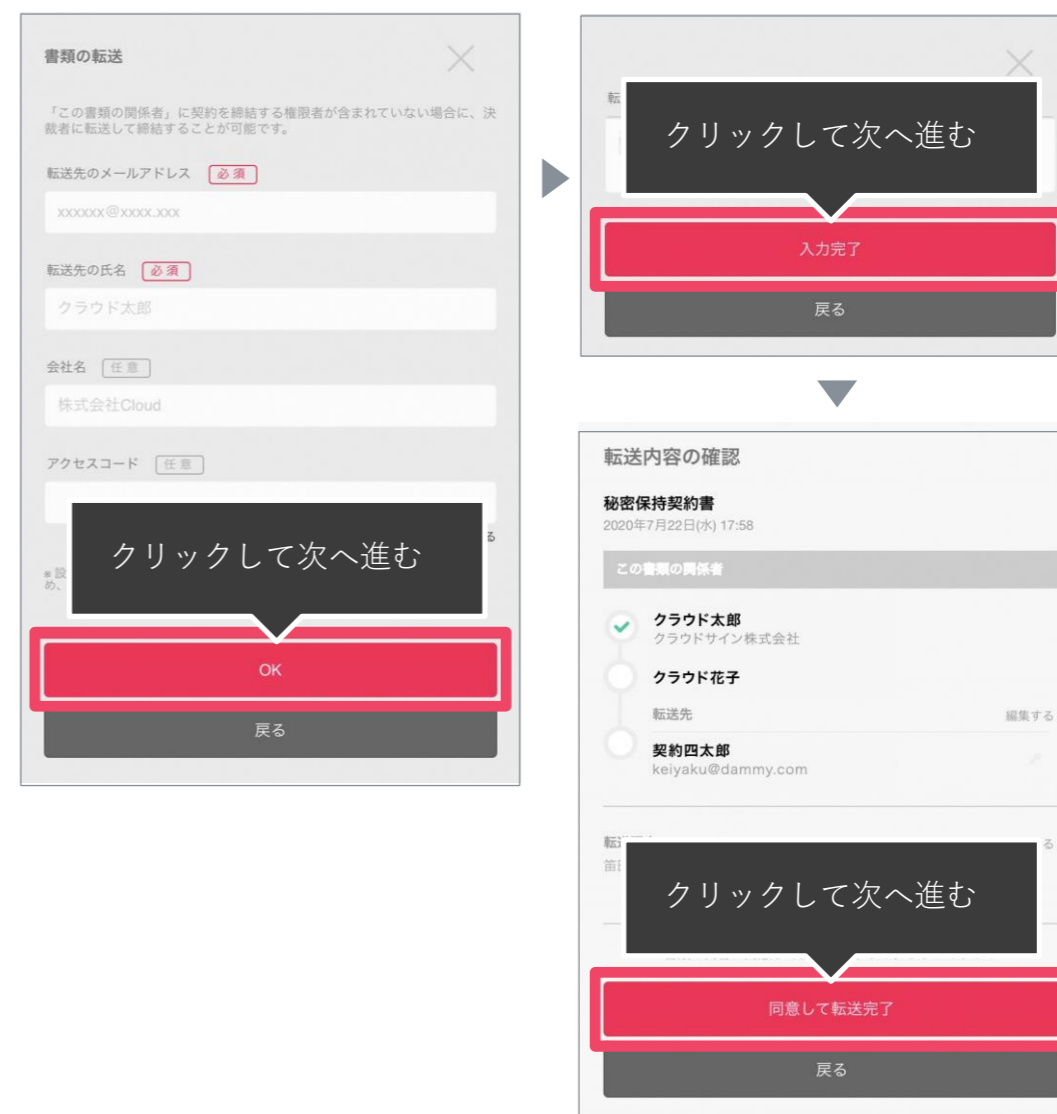 書類の転送
「この書類の関係者」に契約を締結する権限者が含まれていない場合に、決
裁者に転送して締結することが可能です。
転送先のメールアドレス 必須
xxxxxx@xxxx.xxx
転送先の氏名 必須
クラウド太郎
会社名 任意
株式会社Cloud
アクセスコード 任意
る
※設
め、
クリックして次へ進む
OK
戻る
転
クリックして次へ進む
入力完了
戻る
転送内容の確認
秘密保持契約書
2020年7月22日(水) 17:58
この書類の関係者
クラウド太郎
クラウドサイン株式会社
クラウド花子
転送先 編集する
契約四太郎
keiyaku@dammy.com
転送 る
クリックして次へ進む
同意して転送完了
戻る